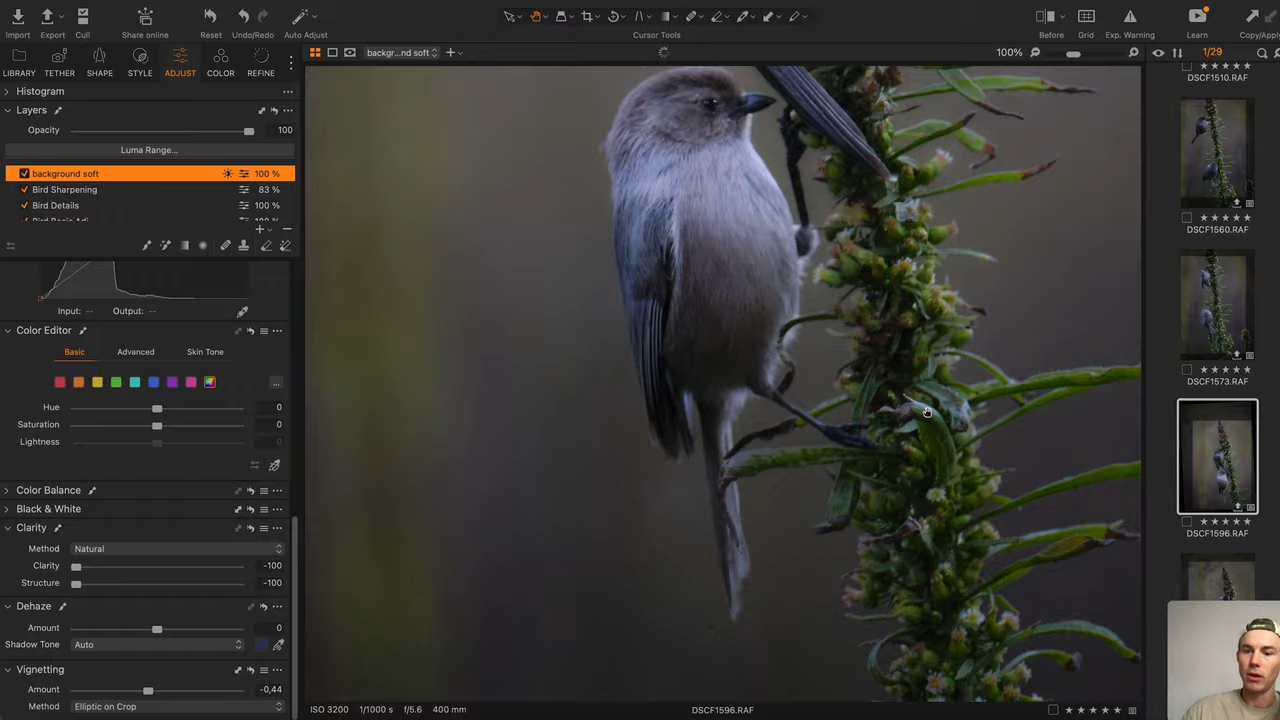 Import Export Cull Share online Reset Undo/Redo Auto Adjust Cursor Tools Before Grid Exp. Warning Learn Copy/Apply
LIBRARY TETHER SHAPE STYLE ADJUST COLOR REFINE
backgr...nd soft 100% 1/29
Histogram
Layers
Opacity 100
Luma Range...
background soft 100 %
Bird Sharpening 83 %
Bird Details 100 %
Input: -- Output: --
Color Editor
Basic Advanced Skin Tone
Hue 0
Saturation 0
Lightness
Color Balance
Black & White
Clarity
Method Natural
Clarity -100
Structure -100
Dehaze
Amount 0
Shadow Tone Auto
Vignetting
Amount -0,44
Method Elliptic on Crop
ISO 3200 1/1000 s f/5.6 400 mm DSCF1596.RAF
DSCF1510.RAF
DSCF1560.RAF
DSCF1573.RAF
DSCF1596.RAF